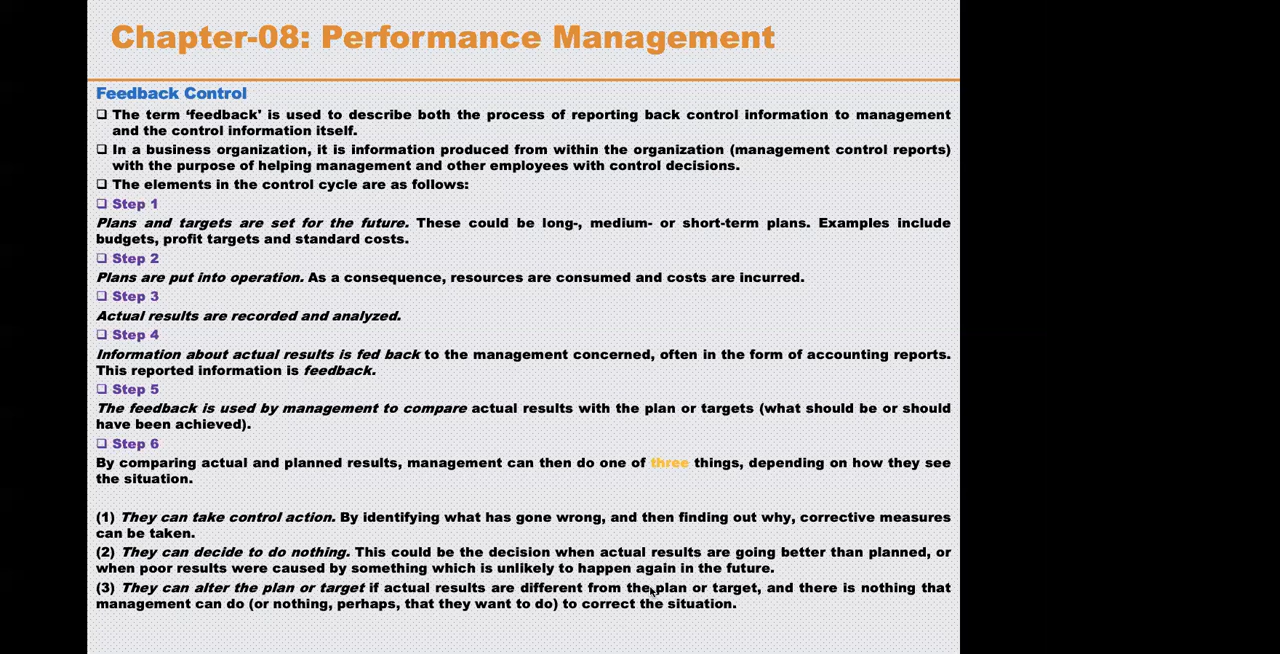 Chapter-08: Performance Management
Feedback Control
❑ The term ‘feedback’ is used to describe both the process of reporting back control information to management
and the control information itself.
❑ In a business organization, it is information produced from within the organization (management control reports)
with the purpose of helping management and other employees with control decisions.
❑ The elements in the control cycle are as follows:
❑ Step 1
Plans and targets are set for the future. These could be long-, medium- or short-term plans. Examples include
budgets, profit targets and standard costs.
❑ Step 2
Plans are put into operation. As a consequence, resources are consumed and costs are incurred.
❑ Step 3
Actual results are recorded and analyzed.
❑ Step 4
Information about actual results is fed back to the management concerned, often in the form of accounting reports.
This reported information is feedback.
❑ Step 5
The feedback is used by management to compare actual results with the plan or targets (what should be or should
have been achieved).
❑ Step 6
By comparing actual and planned results, management can then do one of three things, depending on how they see
the situation.
(1) They can take control action. By identifying what has gone wrong, and then finding out why, corrective measures
can be taken.
(2) They can decide to do nothing. This could be the decision when actual results are going better than planned, or
when poor results were caused by something which is unlikely to happen again in the future.
(3) They can alter the plan or target if actual results are different from the plan or target, and there is nothing that
management can do (or nothing, perhaps, that they want to do) to correct the situation.